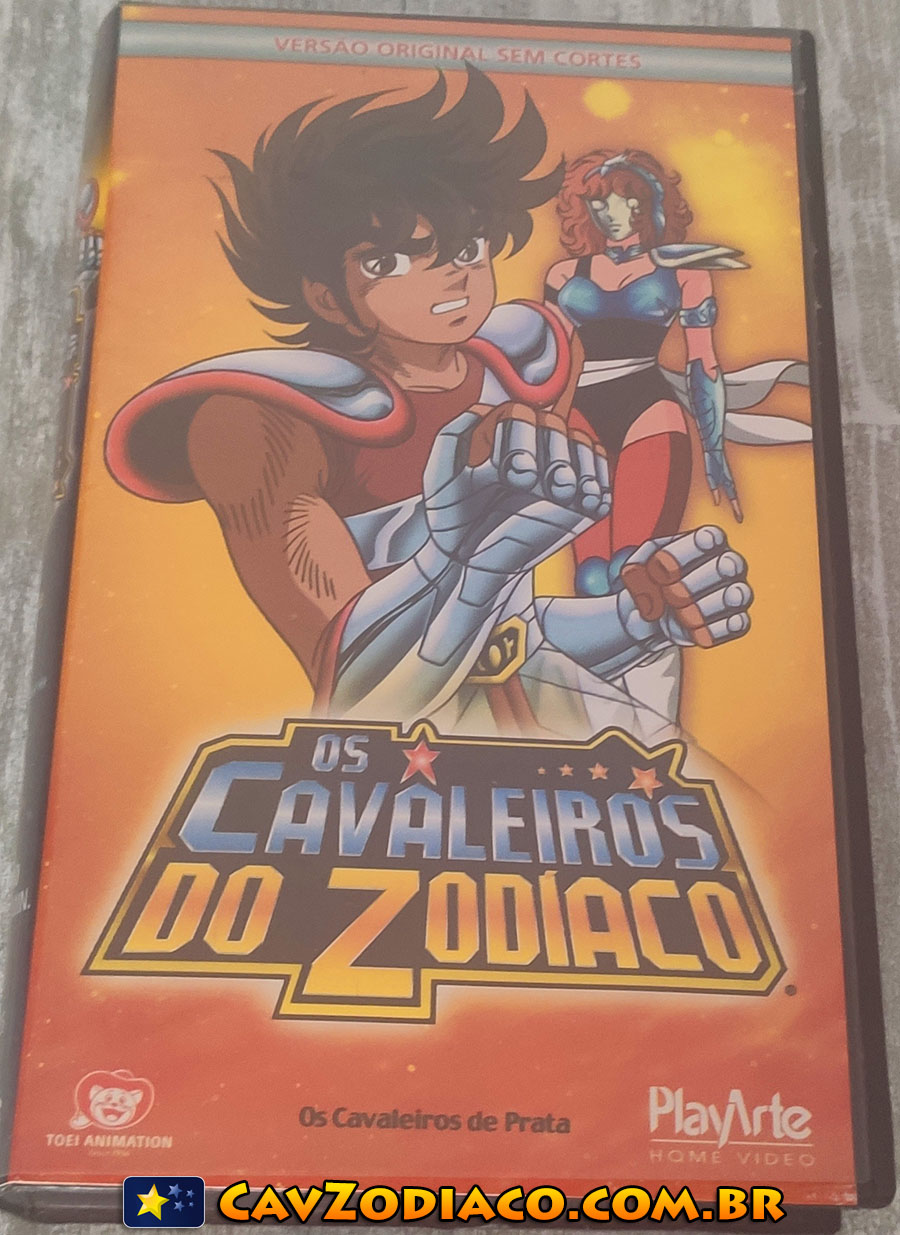 VERSÃO ORIGINAL SEM CORTES
OS
CAVALEIROS
DO ZODÍACO
TOEI ANIMATION
Os Cavaleiros de Prata
PlayArte
HOME VIDEO
CAVZODIACO.COM.BR